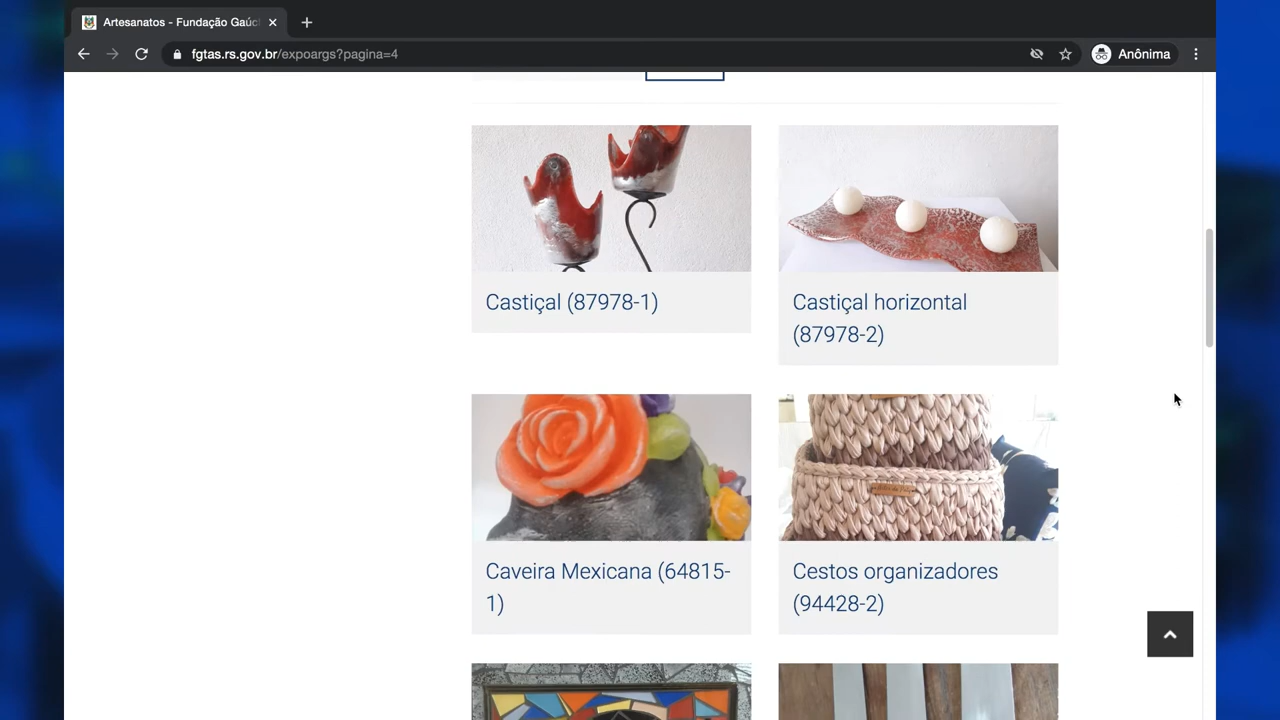 Artesanatos - Fundação Gaúc
fgtas.rs.gov.br/expoargs?pagina=4
Anônima
Castiçal (87978-1)
Castiçal horizontal
(87978-2)
Caveira Mexicana (64815-
1)
Cestos organizadores
(94428-2)